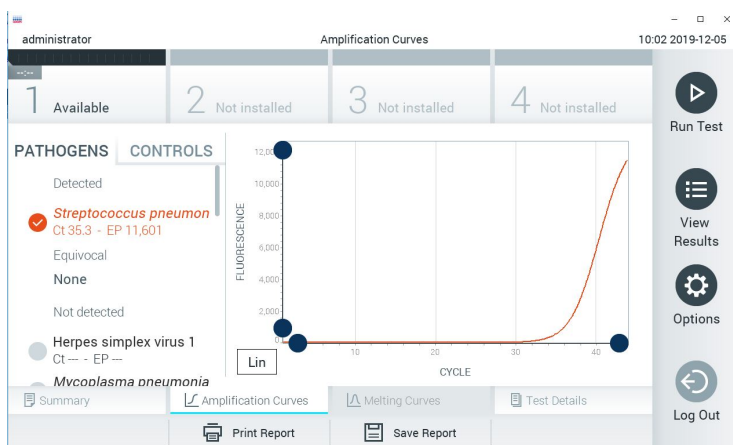 administrator
Amplification Curves
10:02 2019-12-05
--:--
1 Available
2 Not installed
3 Not installed
4 Not installed
Run Test
PATHOGENS CONTROLS
Detected
Streptococcus pneumon
Ct 35.3 - EP 11,601
Equivocal
None
Not detected
Herpes simplex virus 1
Ct --- - EP ---
Mycoplasma pneumonia
FLUORESCENCE
12,00
10,000
8,000
6,000
4,000
2,000
0
10 20 30 40
CYCLE
Lin
View
Results
Options
Log Out
Summary
Amplification Curves
Melting Curves
Test Details
Print Report
Save Report